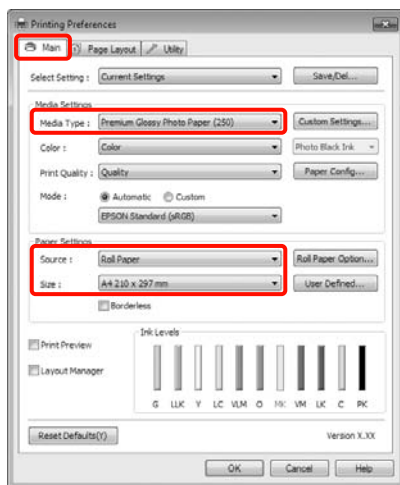 Printing Preferences
Main Page Layout Utility
Select Setting : Current Settings Save/Del...
Media Settings
Media Type : Premium Glossy Photo Paper (250) Custom Settings...
Color : Color Photo Black Ink
Print Quality : Quality Paper Config...
Mode : Automatic Custom
EPSON Standard (sRGB)
Paper Settings
Source : Roll Paper Roll Paper Option...
Size : A4 210 x 297 mm User Defined...
Borderless
Ink Levels
Print Preview
Layout Manager
G LLK Y LC VLM O MK VM LK C PK
Reset Defaults(Y) Version X.XX
OK Cancel Help